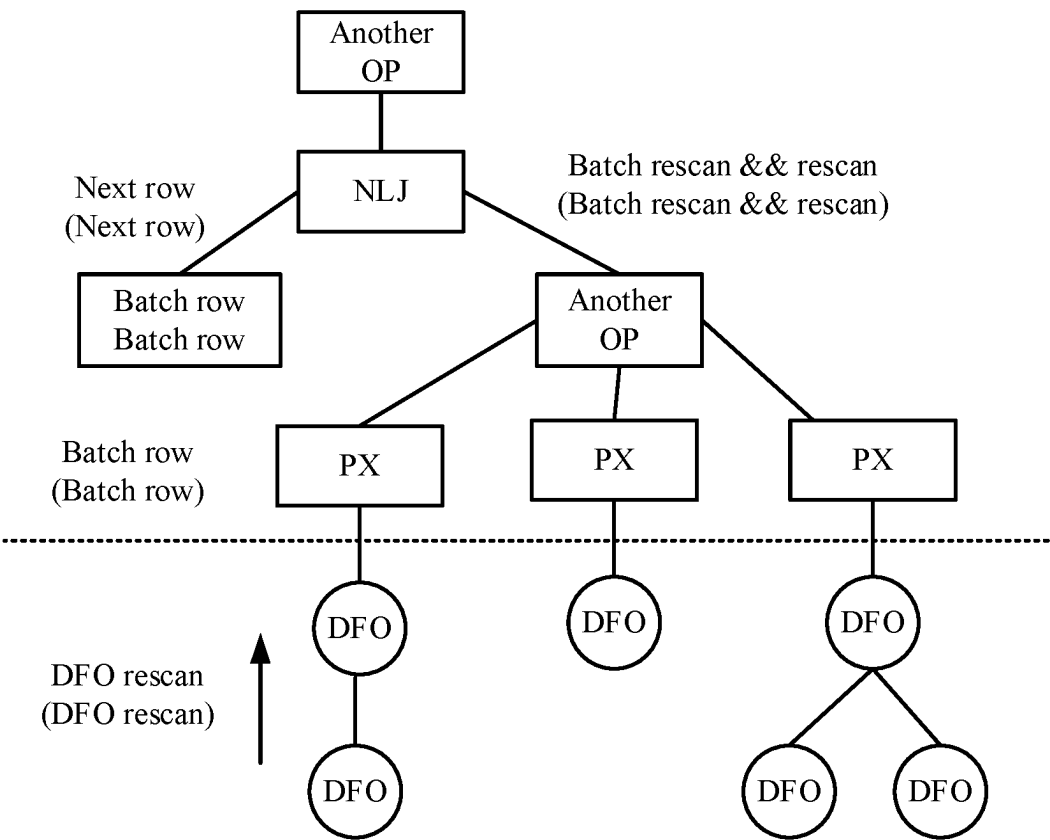 Another
OP
NLJ
Next row
(Next row)
Batch rescan && rescan
(Batch rescan && rescan)
Batch row
Batch row
Another
OP
Batch row
(Batch row)
PX
PX
PX
DFO
DFO
DFO
DFO rescan
(DFO rescan)
DFO
DFO
DFO